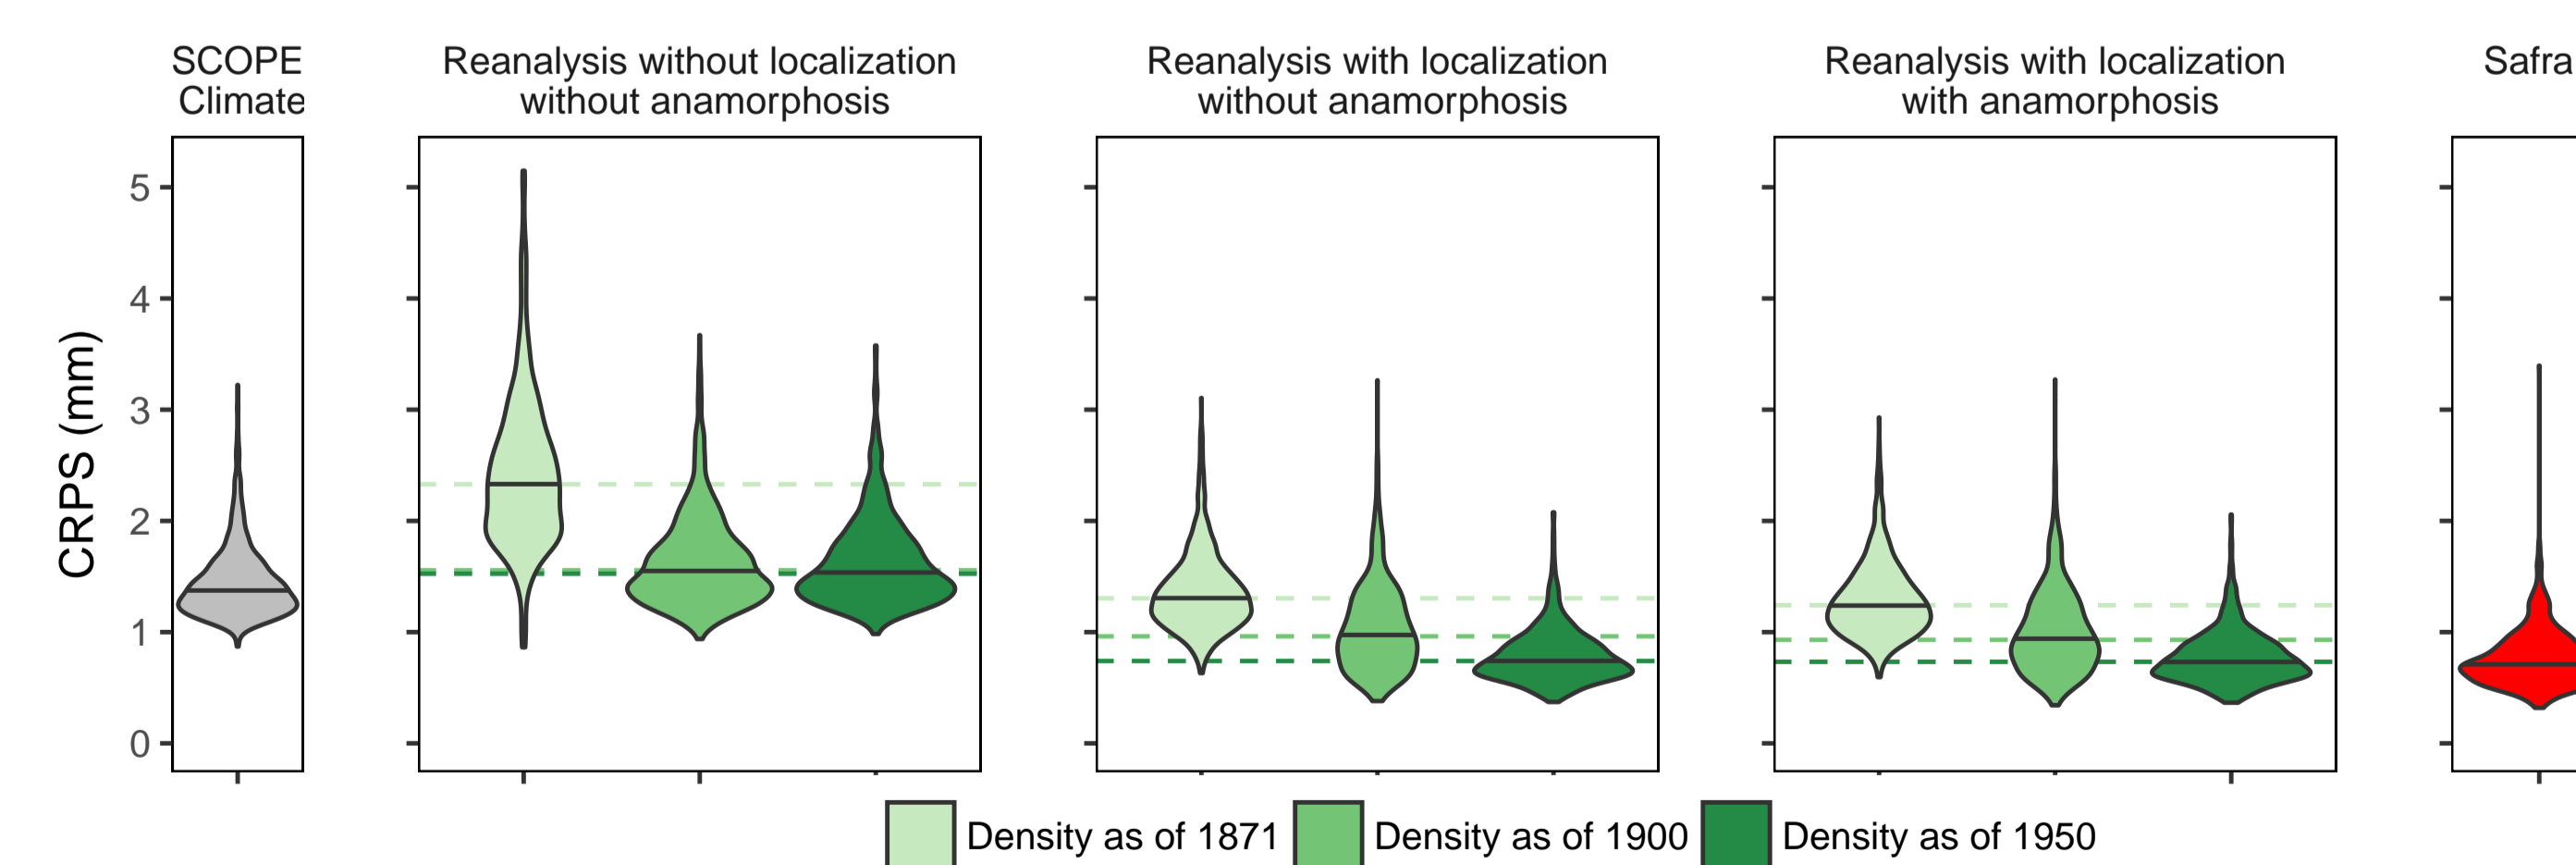 SCOPE
Climate
Reanalysis without localization
without anamorphosis
Reanalysis with localization
without anamorphosis
Reanalysis with localization
with anamorphosis
Safra
CRPS (mm)
5
4
3
2
1
0
Density as of 1871
Density as of 1900
Density as of 1950